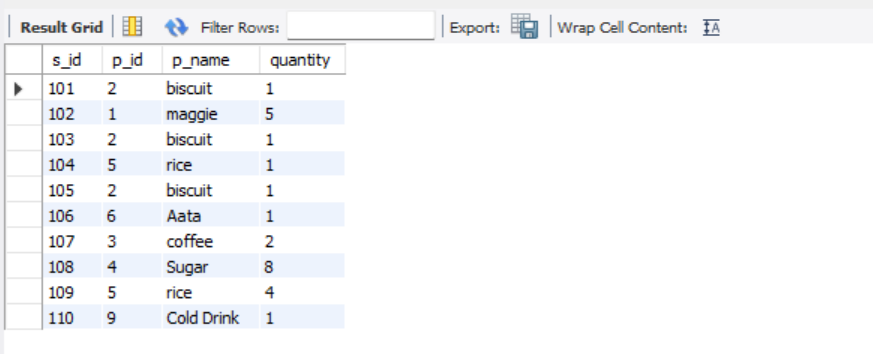 Result Grid Filter Rows: Export: Wrap Cell Content: IA
s_id p_id p_name quantity
101 2 biscuit 1
102 1 maggie 5
103 2 biscuit 1
104 5 rice 1
105 2 biscuit 1
106 6 Aata 1
107 3 coffee 2
108 4 Sugar 8
109 5 rice 4
110 9 Cold Drink 1